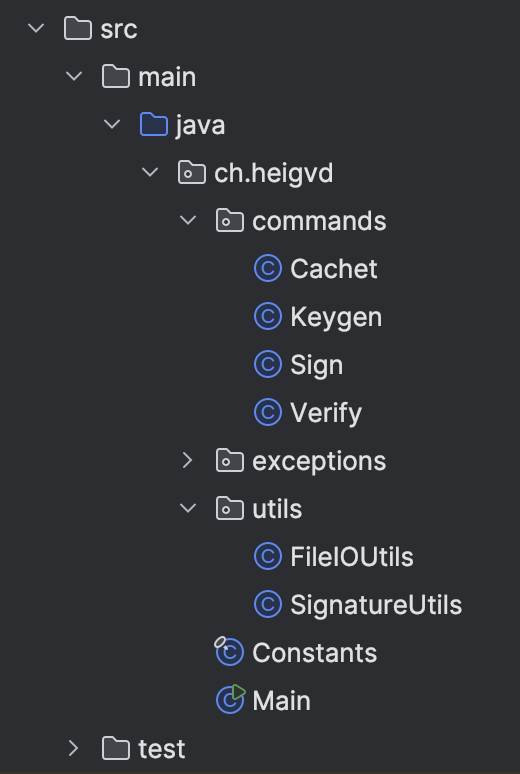 src
main
java
ch.heigvd
commands
Cachet
Keygen
Sign
Verify
exceptions
utils
FileIOUtils
SignatureUtils
Constants
Main
test